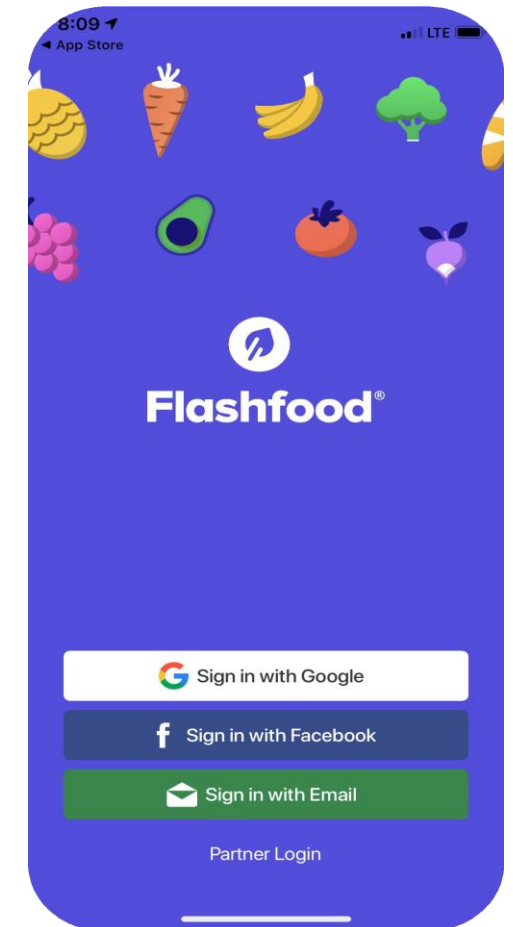 8:09
LTE
◀ App Store
Flashfood®
Sign in with Google
Sign in with Facebook
Sign in with Email
Partner Login